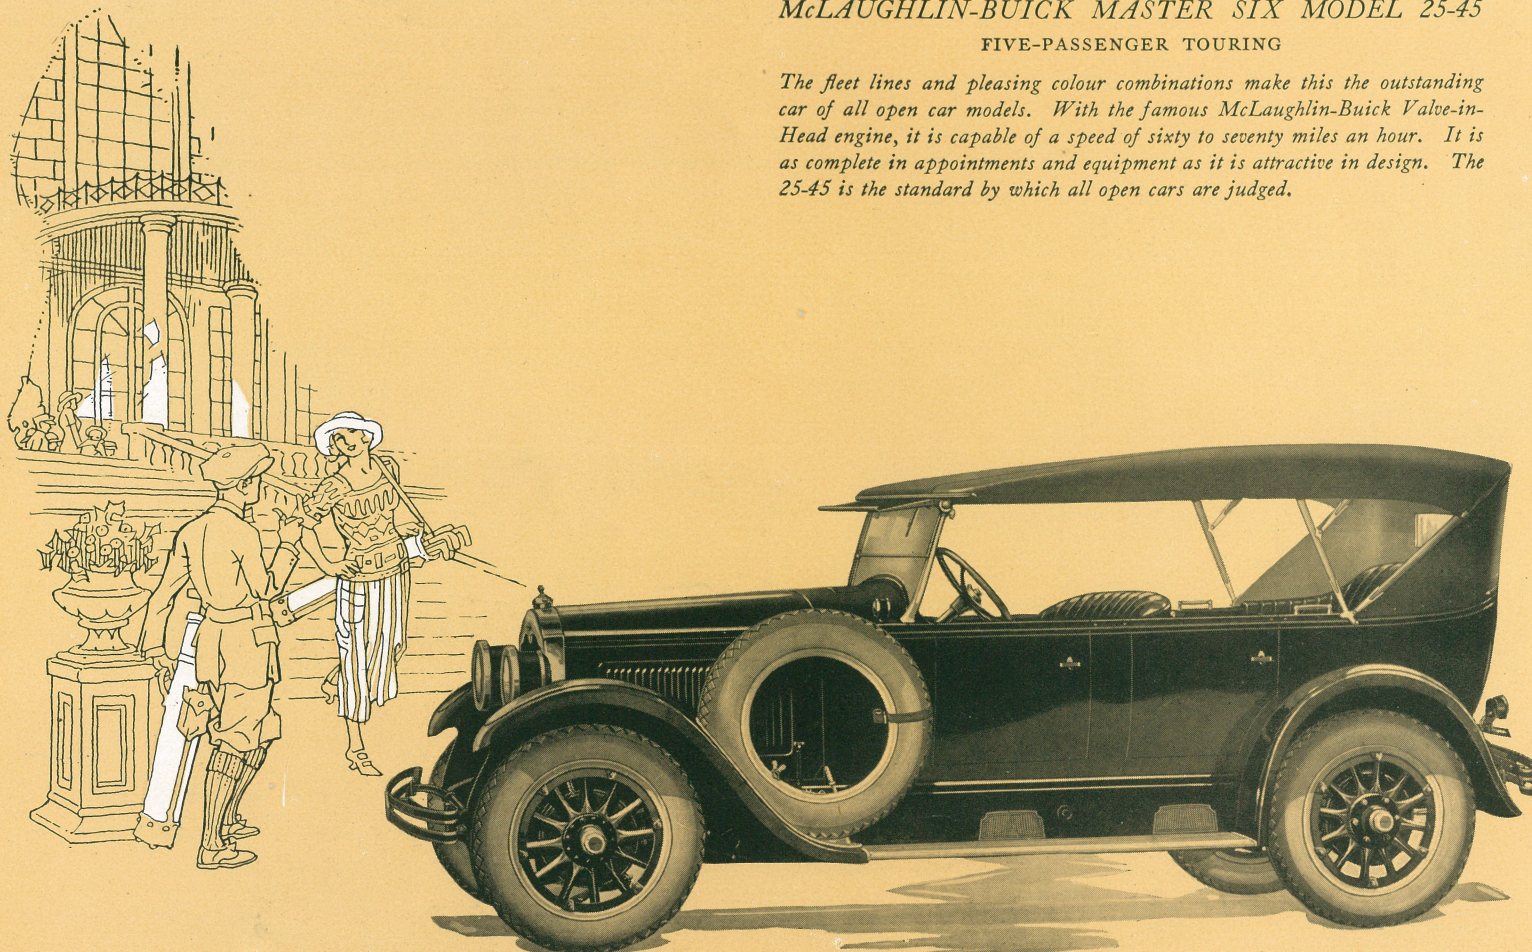 McLAUGHLIN-BUICK MASTER SIX MODEL 25-45
FIVE-PASSENGER TOURING
The fleet lines and pleasing colour combinations make this the outstanding
car of all open car models. With the famous McLaughlin-Buick Valve-in-
Head engine, it is capable of a speed of sixty to seventy miles an hour. It is
as complete in appointments and equipment as it is attractive in design. The
25-45 is the standard by which all open cars are judged.